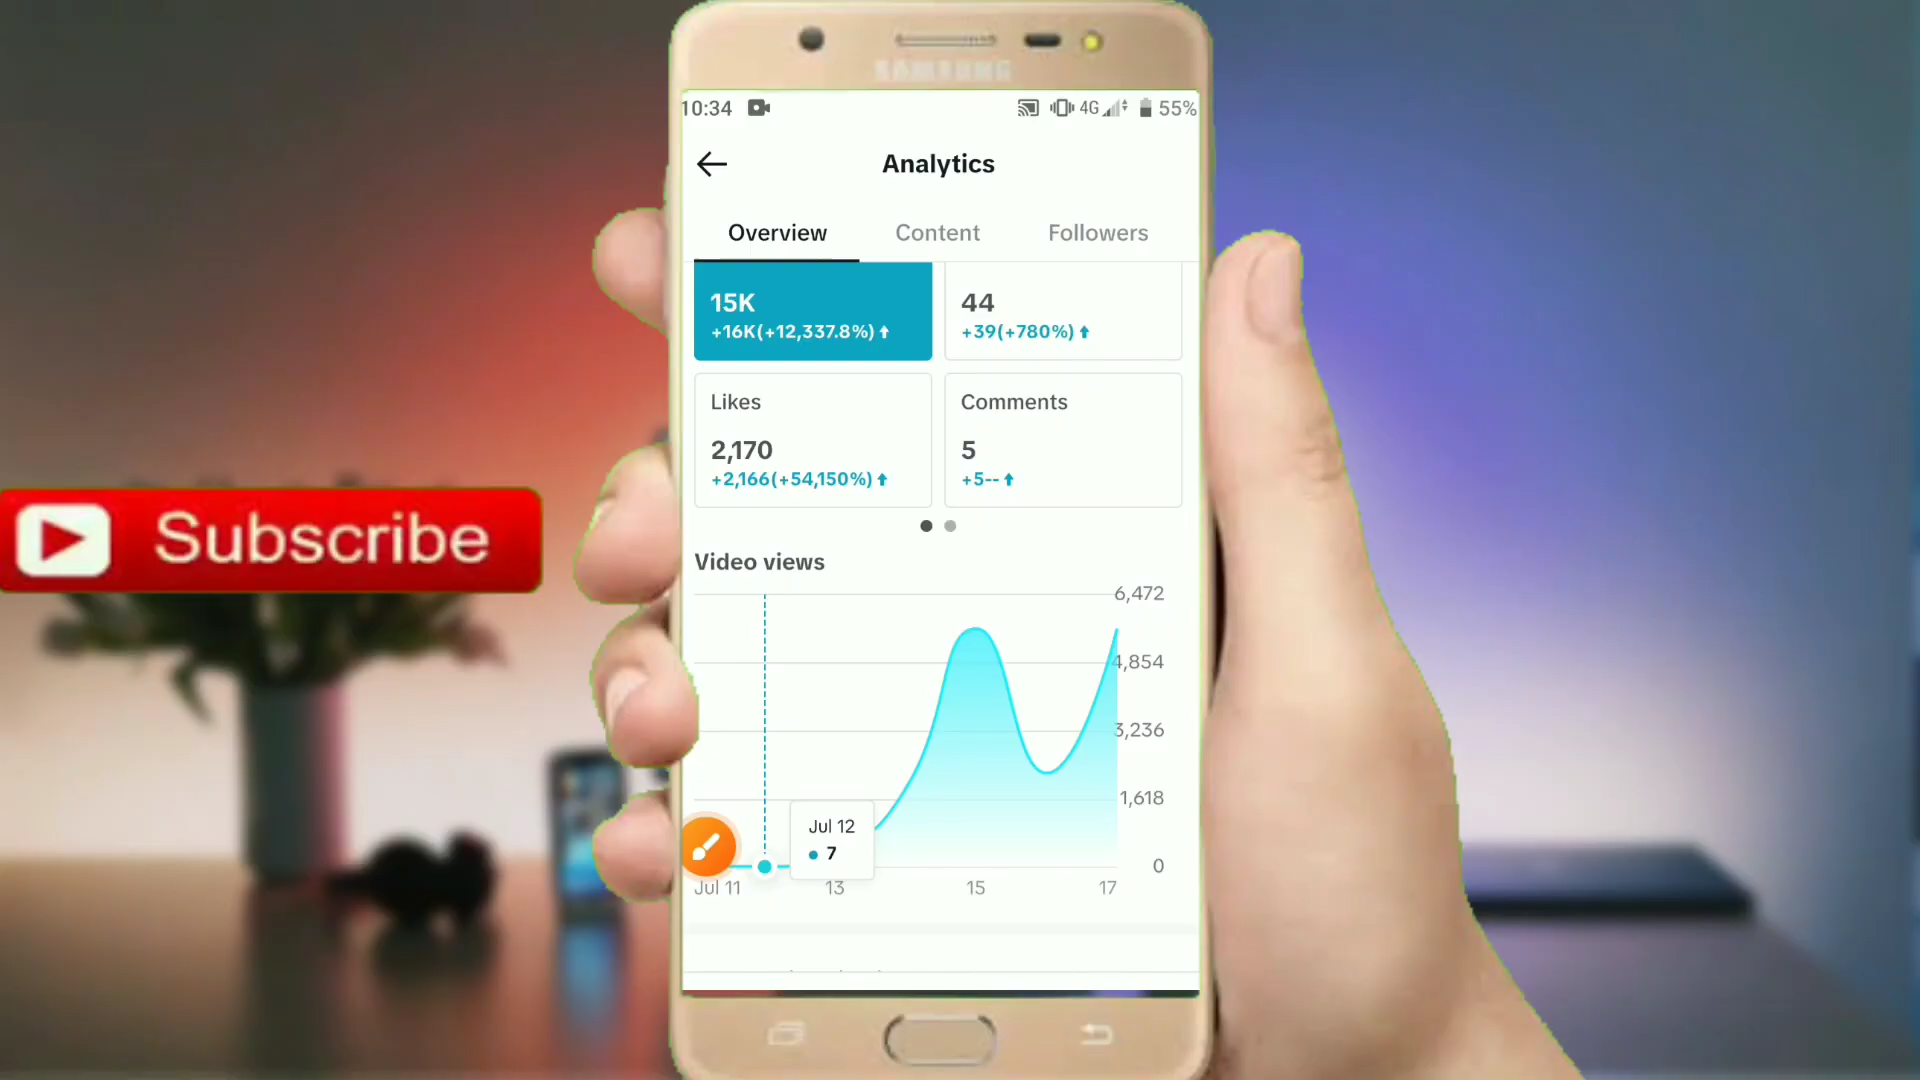 SAMSUNG
10:34 4G 55%
Analytics
Overview Content Followers
15K 44
+16K(+12,337.8%) +39(+780%)
Likes Comments
2,170 5
+2,166(+54,150%) +5--
Subscribe
Video views
6,472
4,854
3,236
1,618
Jul 12
7
0
Jul 11 13 15 17